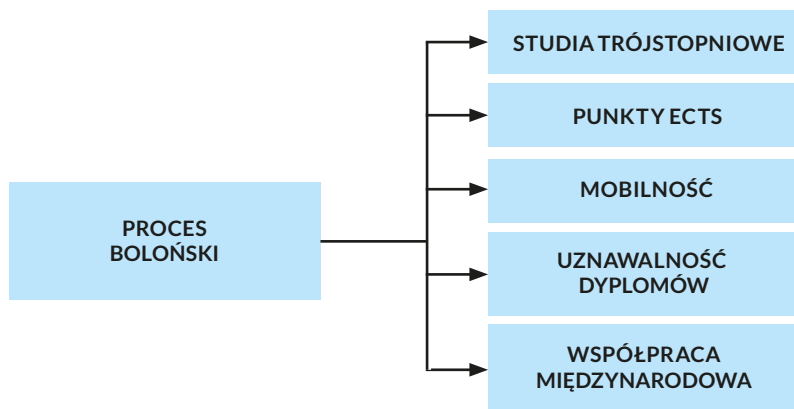 STUDIA TRÓJSTOPNIOWE
PUNKTY ECTS
MOBILNOŚĆ
PROCES
BOLOŃSKI
UZNAWALNOŚĆ
DYPLOMÓW
WSPÓŁPRACA
MIĘDZYNARODOWA